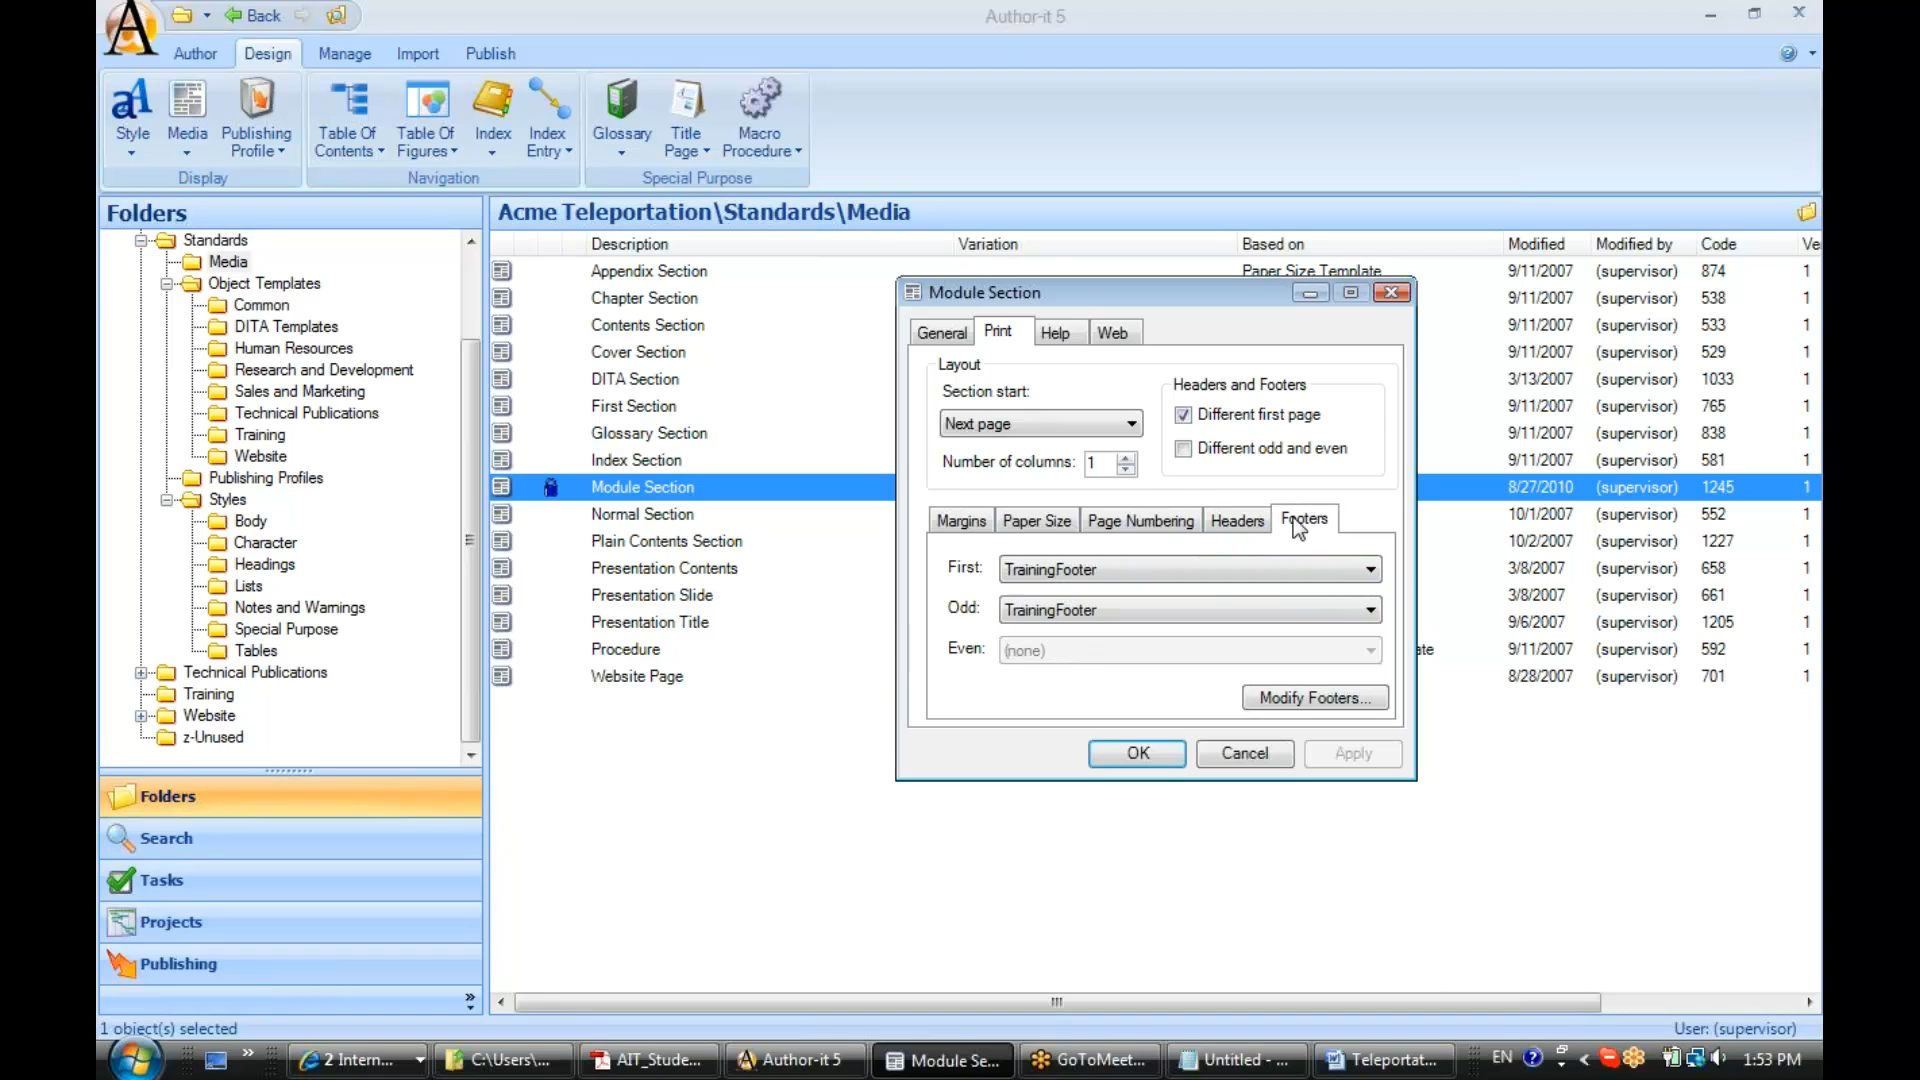 Back
Author-it 5
Author
Design
Manage
Import
Publish
Style
Media
Publishing
Profile
Table Of
Contents
Table Of
Figures
Index
Index
Entry
Glossary
Title
Page
Macro
Procedure
Display
Navigation
Special Purpose
Folders
Standards
Media
Object Templates
Common
DITA Templates
Human Resources
Research and Development
Sales and Marketing
Technical Publications
Training
Website
Publishing Profiles
Styles
Body
Character
Headings
Lists
Notes and Warnings
Special Purpose
Tables
Technical Publications
Training
Website
z-Unused
Folders
Search
Tasks
Projects
Publishing
Acme Teleportation\Standards\Media
Description Variation Based on Modified Modified by Code Ve
Appendix Section Paper Size Template 9/11/2007 (supervisor) 874 1
Chapter Section 9/11/2007 (supervisor) 538 1
Contents Section 9/11/2007 (supervisor) 533 1
Cover Section 9/11/2007 (supervisor) 529 1
DITA Section 3/13/2007 (supervisor) 1033 1
First Section 9/11/2007 (supervisor) 765 1
Glossary Section 9/11/2007 (supervisor) 838 1
Index Section 9/11/2007 (supervisor) 581 1
Module Section 8/27/2010 (supervisor) 1245 1
Normal Section 10/1/2007 (supervisor) 552 1
Plain Contents Section 10/2/2007 (supervisor) 1227 1
Presentation Contents 3/8/2007 (supervisor) 658 1
Presentation Slide 3/8/2007 (supervisor) 661 1
Presentation Title 9/6/2007 (supervisor) 1205 1
Procedure ate 9/11/2007 (supervisor) 592 1
Website Page 8/28/2007 (supervisor) 701 1
Module Section
General Print Help Web
Layout
Section start:
Next page
Number of columns: 1
Headers and Footers
Different first page
Different odd and even
Margins Paper Size Page Numbering Headers Footers
First: TrainingFooter
Odd: TrainingFooter
Even: (none)
Modify Footers...
OK Cancel Apply
1 object(s) selected
User: (supervisor)
2 Intern...
C:\Users\...
AIT_Stude...
Author-it 5
Module Se...
GoToMeet...
Untitled - ...
Teleportat...
EN
1:53 PM